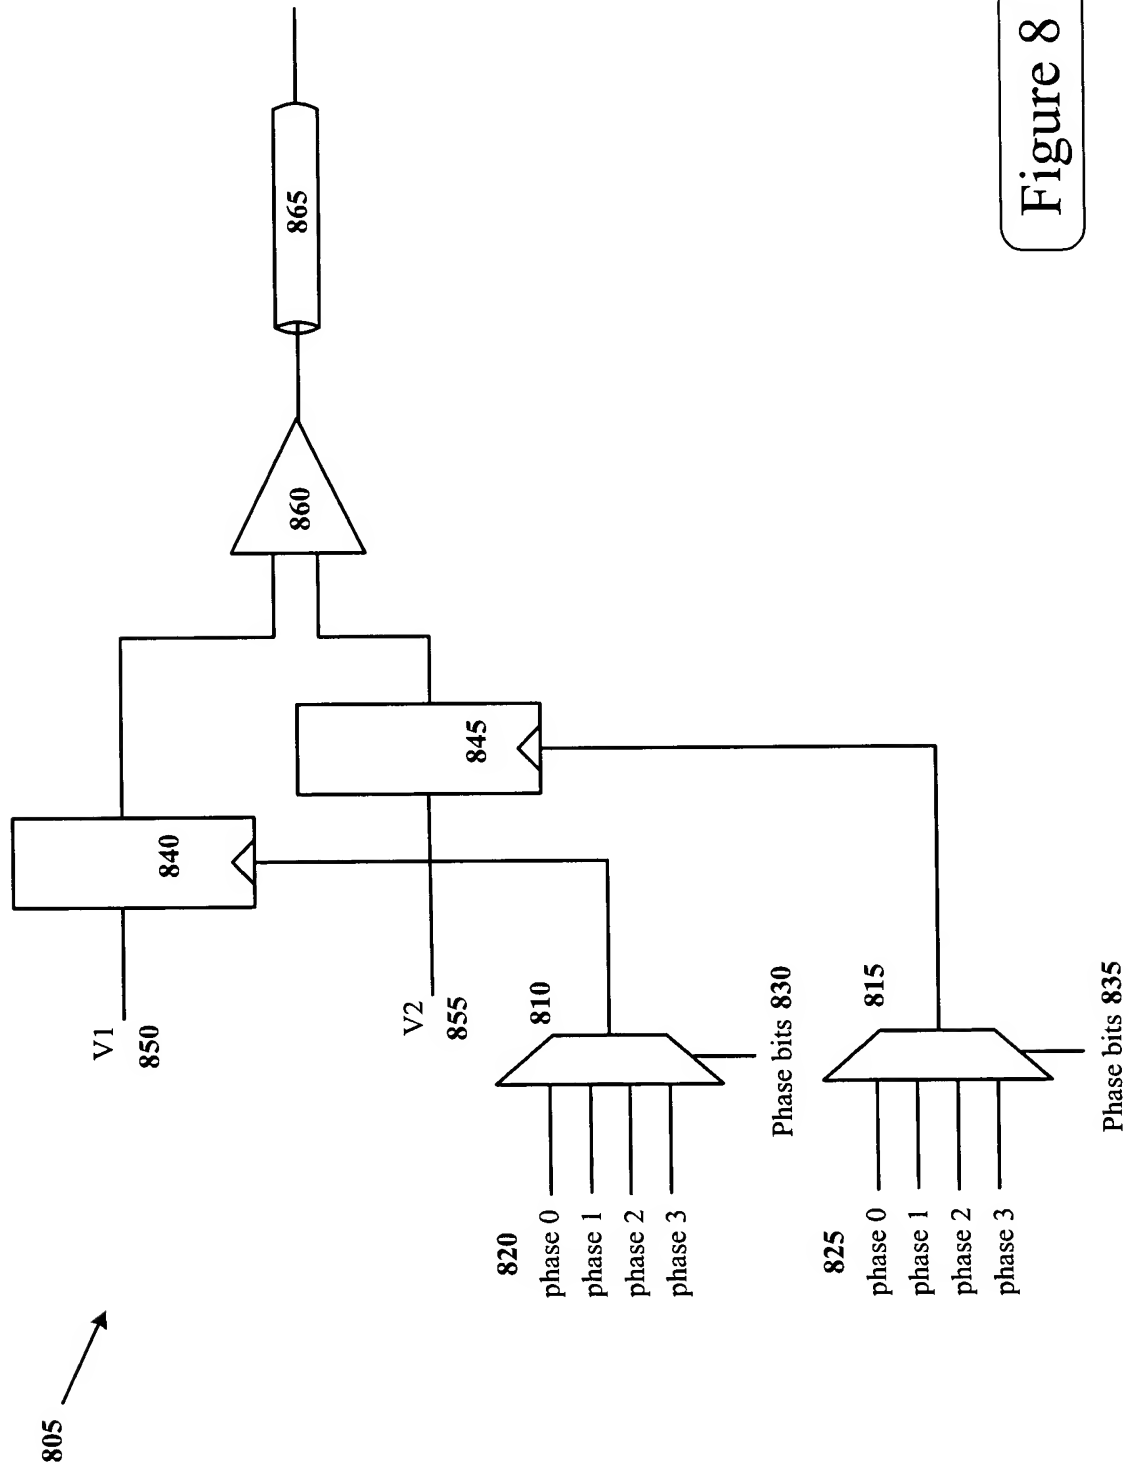 805
V1
850
840
V2
855
845
860
865
810
820
phase 0
phase 1
phase 2
phase 3
Phase bits 830
815
825
phase 0
phase 1
phase 2
phase 3
Phase bits 835
Figure 8